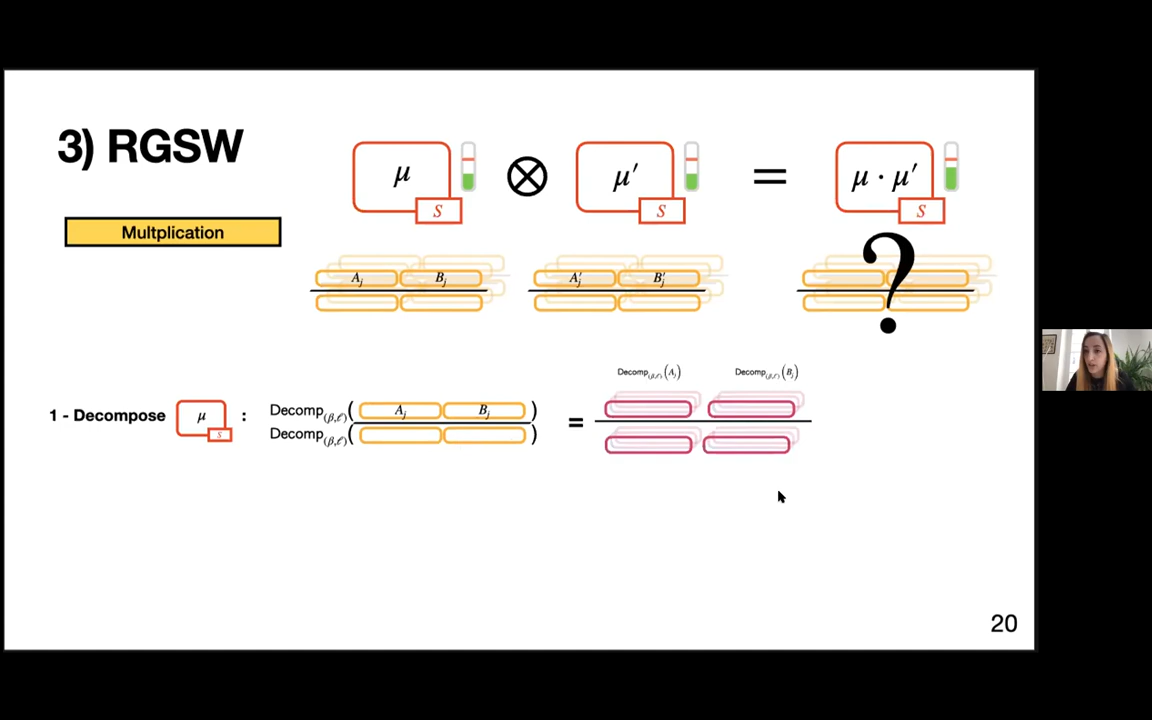 3) RGSW
μ ⊗ μ′ = μ · μ′
S S S
Multplication
A_j B_j A′_j B′_j ?
Decomp_(β,ℓ)(A_j) Decomp_(β,ℓ)(B_j)
1 - Decompose μ S : Decomp_(β,ℓ)( A_j B_j ) =
Decomp_(β,ℓ)( )
20